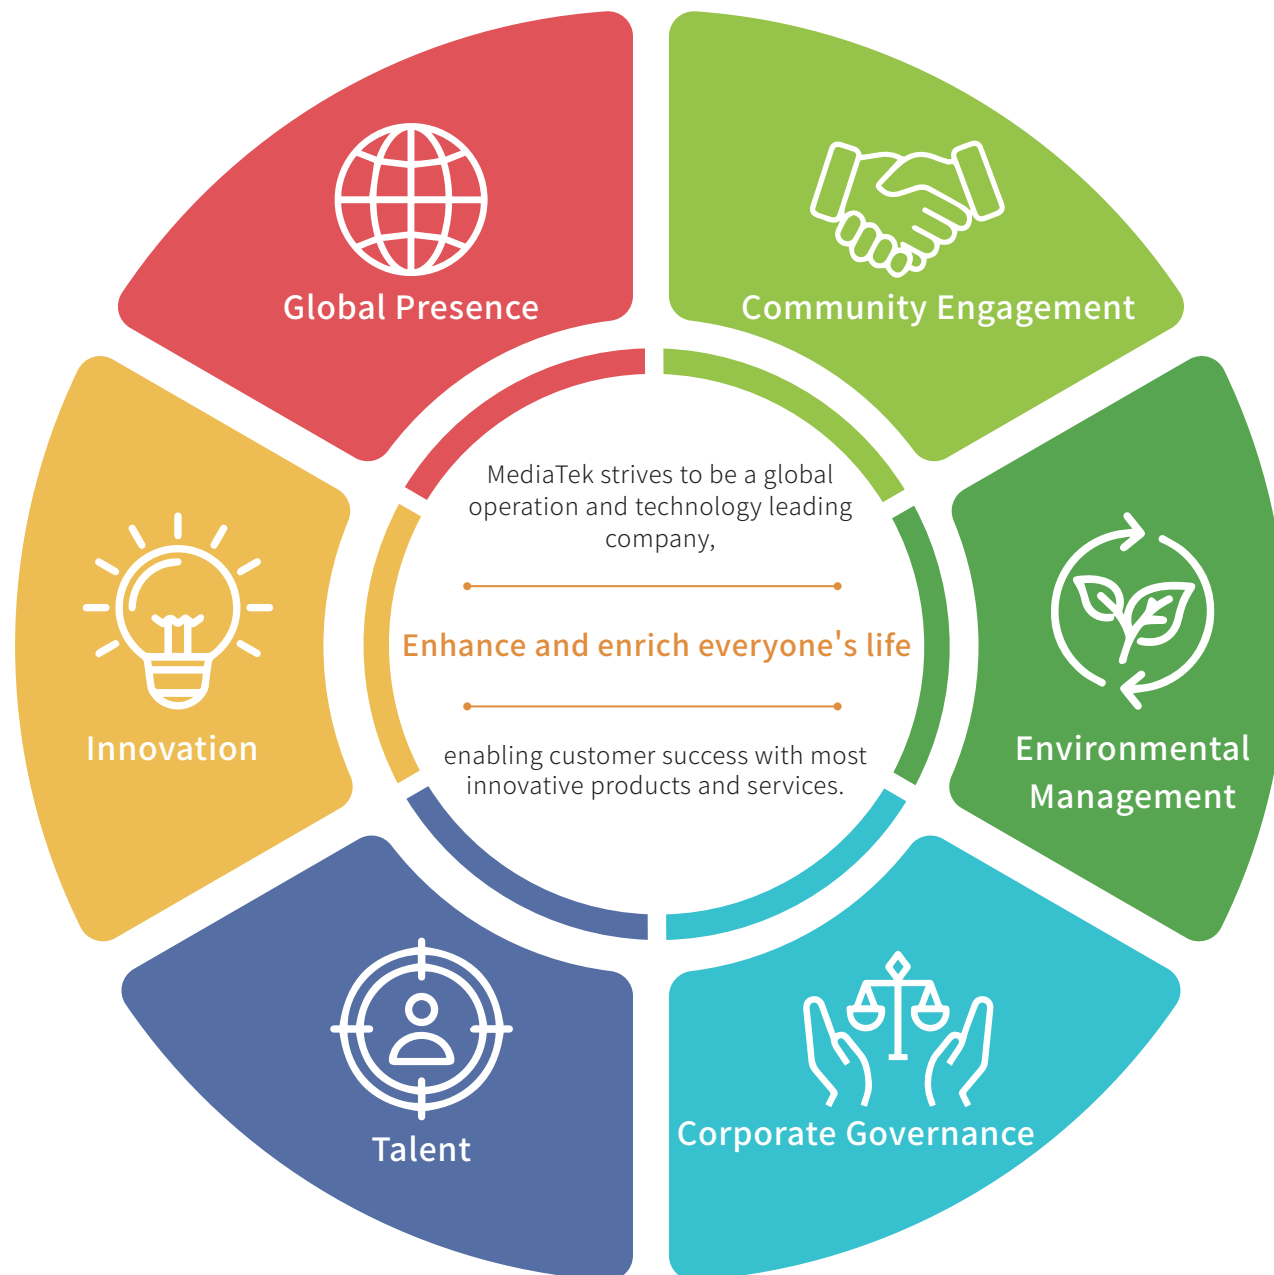 Global Presence
Community Engagement
MediaTek strives to be a global
operation and technology leading
company,
Enhance and enrich everyone's life
enabling customer success with most
innovative products and services.
Innovation
Environmental
Management
Talent
Corporate Governance